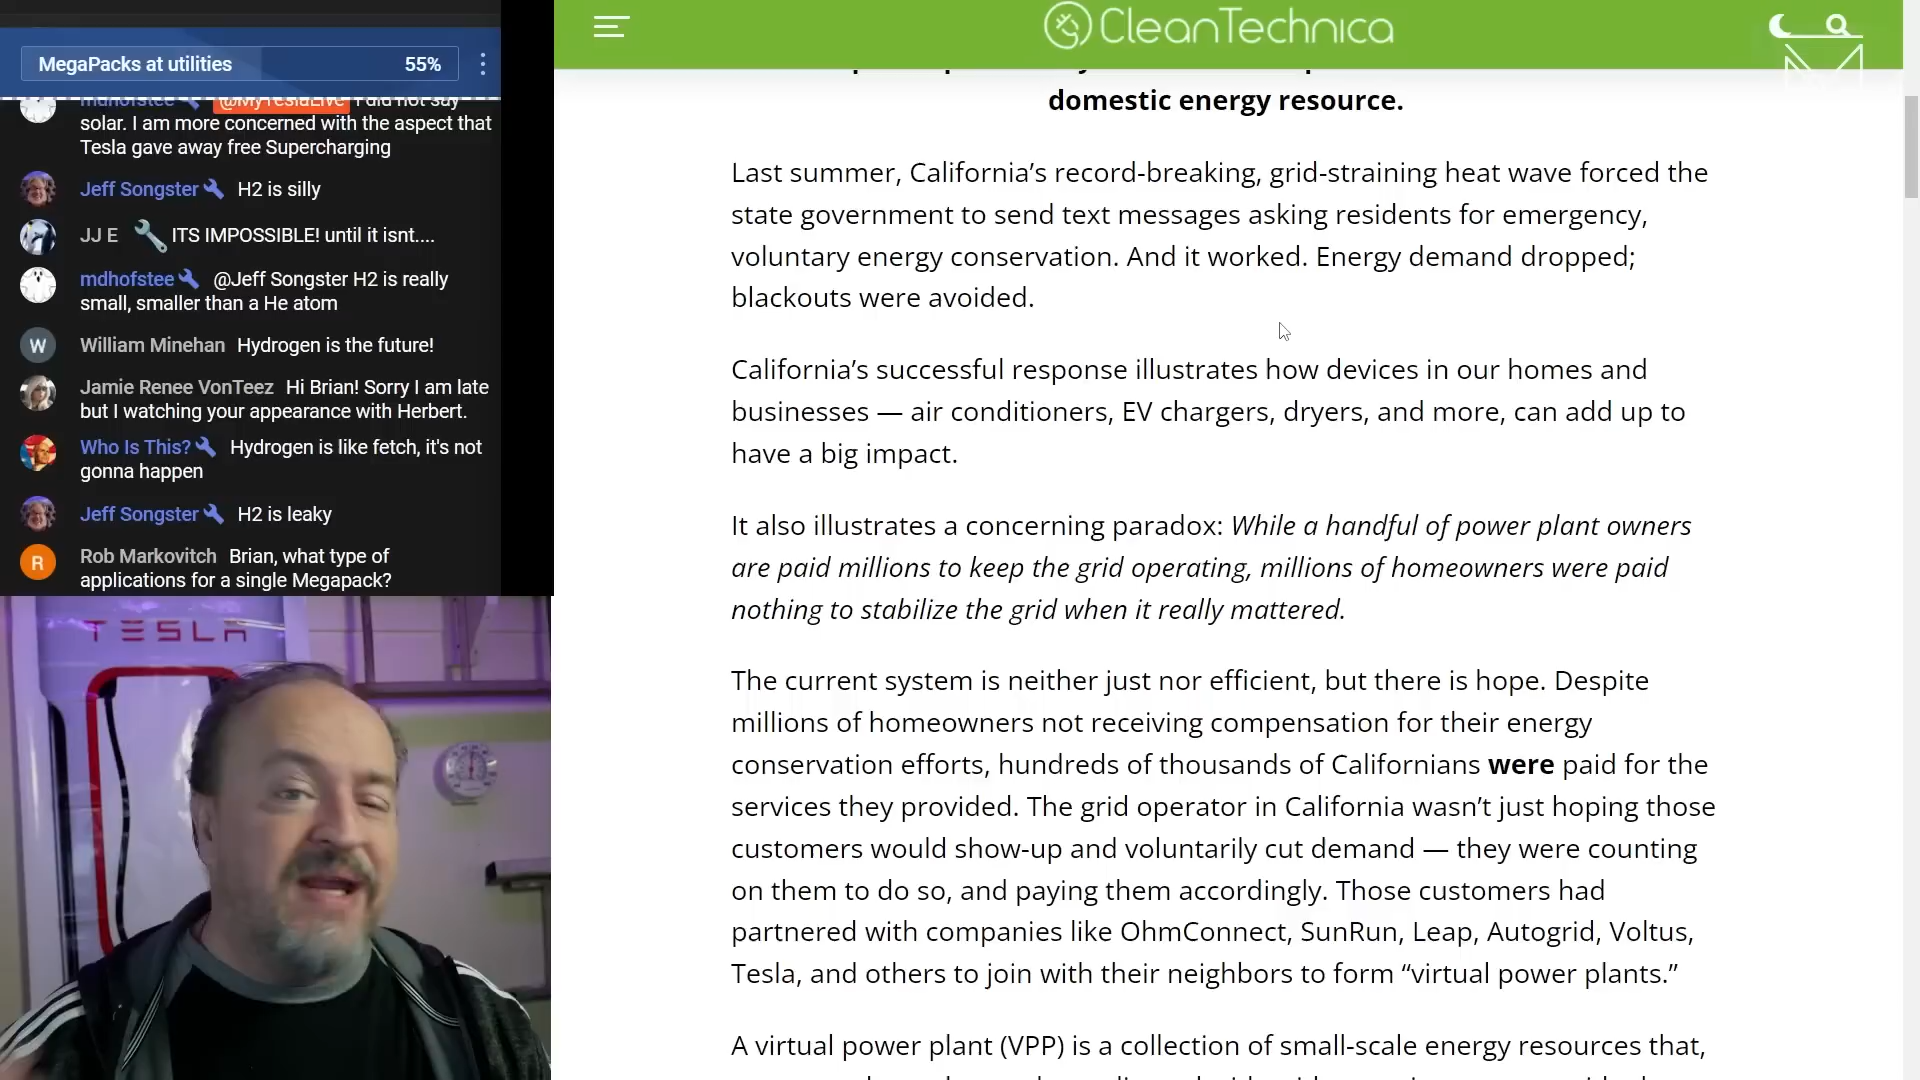 MegaPacks at utilities 55%
mdhofstee @MyTeslaLive I did not say
solar. I am more concerned with the aspect that
Tesla gave away free Supercharging
Jeff Songster H2 is silly
JJ E ITS IMPOSSIBLE! until it isnt....
mdhofstee @Jeff Songster H2 is really
small, smaller than a He atom
W William Minehan Hydrogen is the future!
Jamie Renee VonTeez Hi Brian! Sorry I am late
but I watching your appearance with Herbert.
Who Is This? Hydrogen is like fetch, it's not
gonna happen
Jeff Songster H2 is leaky
R Rob Markovitch Brian, what type of
applications for a single Megapack?
TESLA
CleanTechnica
domestic energy resource.
Last summer, California’s record-breaking, grid-straining heat wave forced the
state government to send text messages asking residents for emergency,
voluntary energy conservation. And it worked. Energy demand dropped;
blackouts were avoided.
California’s successful response illustrates how devices in our homes and
businesses — air conditioners, EV chargers, dryers, and more, can add up to
have a big impact.
It also illustrates a concerning paradox: While a handful of power plant owners
are paid millions to keep the grid operating, millions of homeowners were paid
nothing to stabilize the grid when it really mattered.
The current system is neither just nor efficient, but there is hope. Despite
millions of homeowners not receiving compensation for their energy
conservation efforts, hundreds of thousands of Californians were paid for the
services they provided. The grid operator in California wasn’t just hoping those
customers would show-up and voluntarily cut demand — they were counting
on them to do so, and paying them accordingly. Those customers had
partnered with companies like OhmConnect, SunRun, Leap, Autogrid, Voltus,
Tesla, and others to join with their neighbors to form “virtual power plants.”
A virtual power plant (VPP) is a collection of small-scale energy resources that,